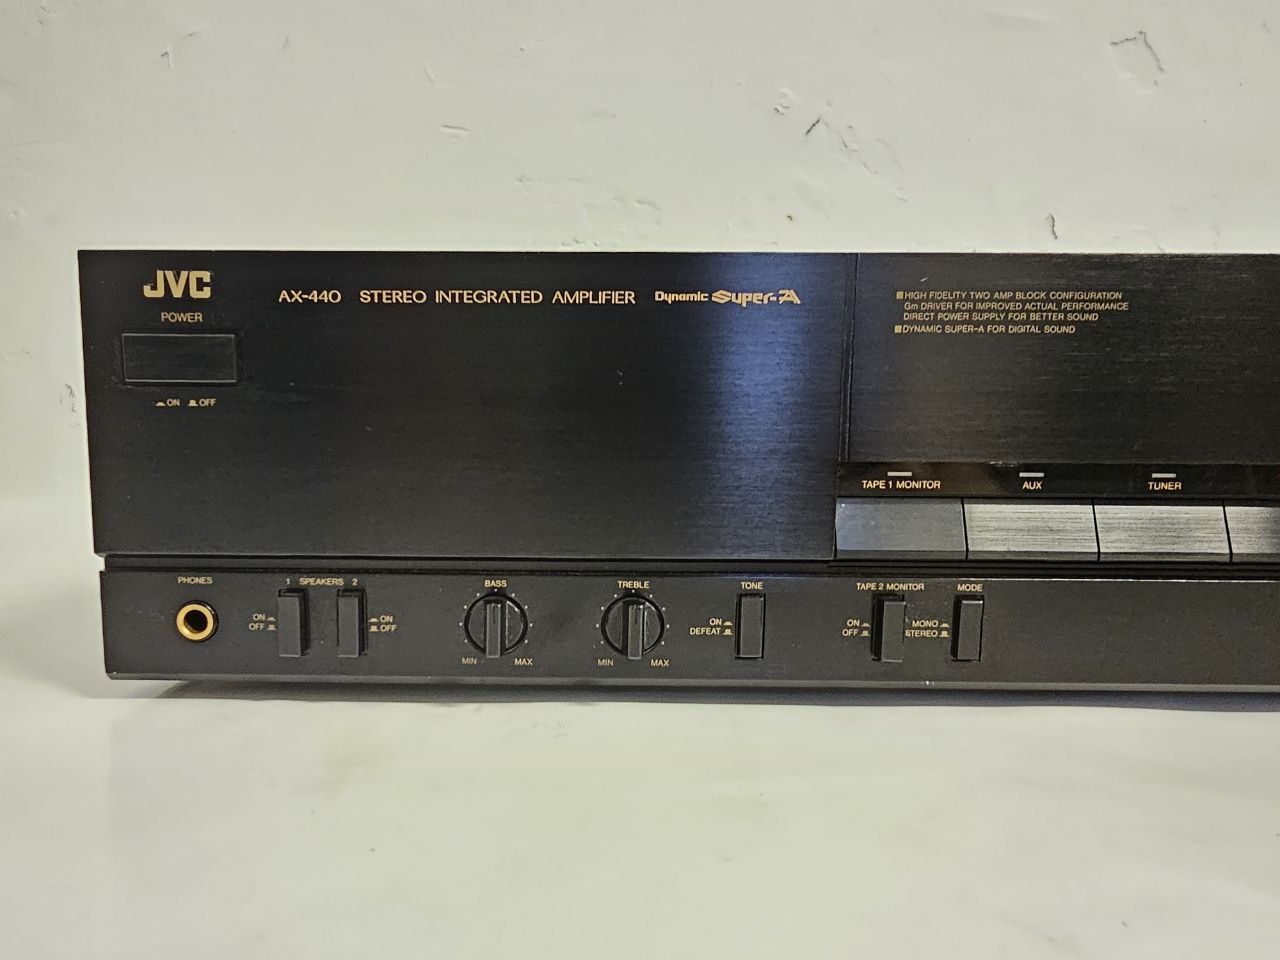 JVC
POWER
ON OFF
AX-440 STEREO INTEGRATED AMPLIFIER Dynamic Super-A
HIGH FIDELITY TWO AMP BLOCK CONFIGURATION
Gm DRIVER FOR IMPROVED ACTUAL PERFORMANCE
DIRECT POWER SUPPLY FOR BETTER SOUND
DYNAMIC SUPER-A FOR DIGITAL SOUND
TAPE 1 MONITOR AUX TUNER
PHONES
1 SPEAKERS 2
ON
OFF
ON
OFF
BASS
MIN MAX
TREBLE
MIN MAX
TONE
ON
DEFEAT
TAPE 2 MONITOR
ON
OFF
MODE
MONO
STEREO